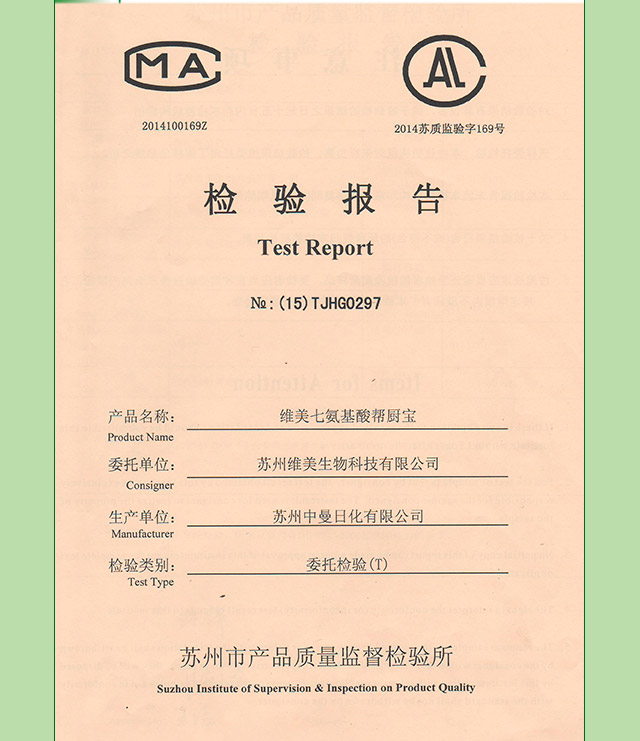 MA
AL
2014100169Z
2014苏质监验字169号
检验报告
Test Report
№:(15)TJHG0297
产品名称: 维美七氨基酸帮厨宝
Product Name
委托单位: 苏州维美生物科技有限公司
Consigner
生产单位: 苏州中曼日化有限公司
Manufacturer
检验类别: 委托检验(T)
Test Type
苏州市产品质量监督检验所
Suzhou Institute of Supervision & Inspection on Product Quality